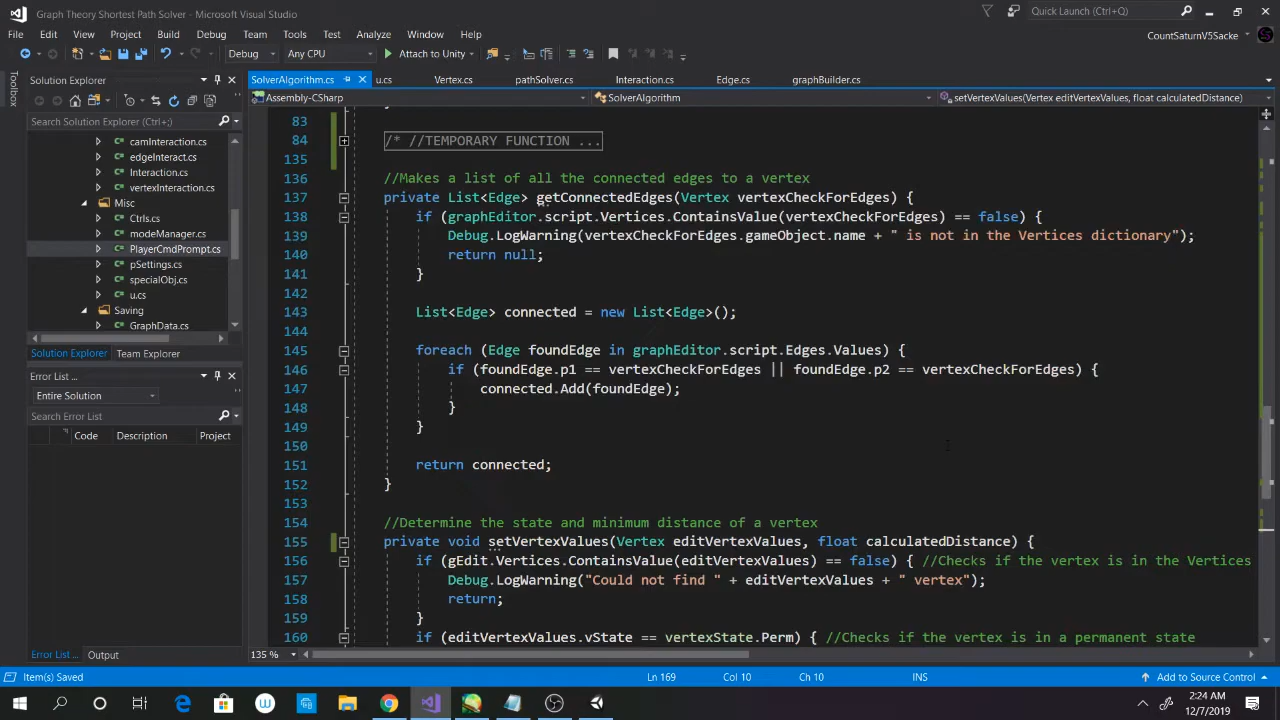 Graph Theory Shortest Path Solver - Microsoft Visual Studio
Quick Launch (Ctrl+;)
File Edit View Project Build Debug Team Tools Test Analyze Window Help
CountSaturnV5Sacke
Debug Any CPU Attach to Unity
Toolbox
Solution Explorer
Search Solution Explorer (Ctrl+;)
camInteraction.cs
edgeInteract.cs
Interaction.cs
vertexInteraction.cs
Misc
Ctrls.cs
modeManager.cs
PlayerCmdPrompt.cs
pSettings.cs
specialObj.cs
u.cs
Saving
GraphData.cs
Solution Explorer Team Explorer
Error List ...
Entire Solution
Search Error List
Code Description Project
Error List ... Output
SolverAlgorithm.cs u.cs Vertex.cs pathSolver.cs Interaction.cs Edge.cs graphBuilder.cs
Assembly-CSharp SolverAlgorithm setVertexValues(Vertex editVertexValues, float calculatedDistance)
83
84 /* //TEMPORARY FUNCTION ...
135
136 //Makes a list of all the connected edges to a vertex
137 private List<Edge> getConnectedEdges(Vertex vertexCheckForEdges) {
138 if (graphEditor.script.Vertices.ContainsValue(vertexCheckForEdges) == false) {
139 Debug.LogWarning(vertexCheckForEdges.gameObject.name + " is not in the Vertices dictionary");
140 return null;
141 }
142
143 List<Edge> connected = new List<Edge>();
144
145 foreach (Edge foundEdge in graphEditor.script.Edges.Values) {
146 if (foundEdge.p1 == vertexCheckForEdges || foundEdge.p2 == vertexCheckForEdges) {
147 connected.Add(foundEdge);
148 }
149 }
150
151 return connected;
152 }
153
154 //Determine the state and minimum distance of a vertex
155 private void setVertexValues(Vertex editVertexValues, float calculatedDistance) {
156 if (gEdit.Vertices.ContainsValue(editVertexValues) == false) { //Checks if the vertex is in the Vertices
157 Debug.LogWarning("Could not find " + editVertexValues + " vertex");
158 return;
159 }
160 if (editVertexValues.vState == vertexState.Perm) { //Checks if the vertex is in a permanent state
135 %
Item(s) Saved Ln 169 Col 10 Ch 10 INS Add to Source Control
2:24 AM
12/7/2019